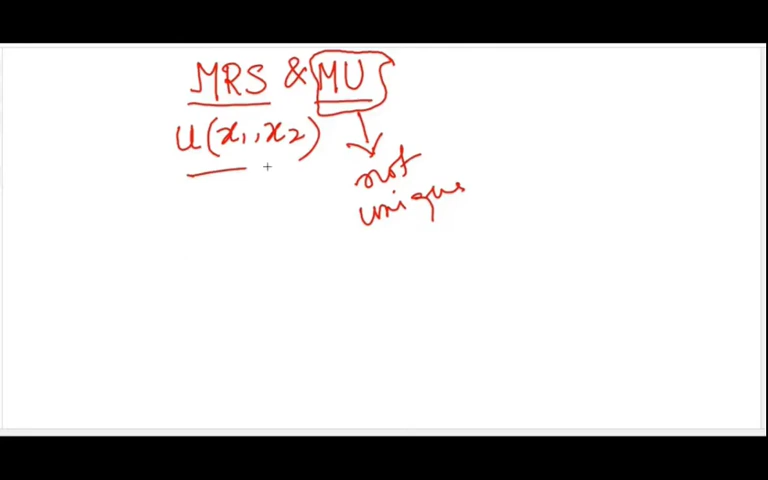 MRS & MU
U(x₁, x₂)
not
unique